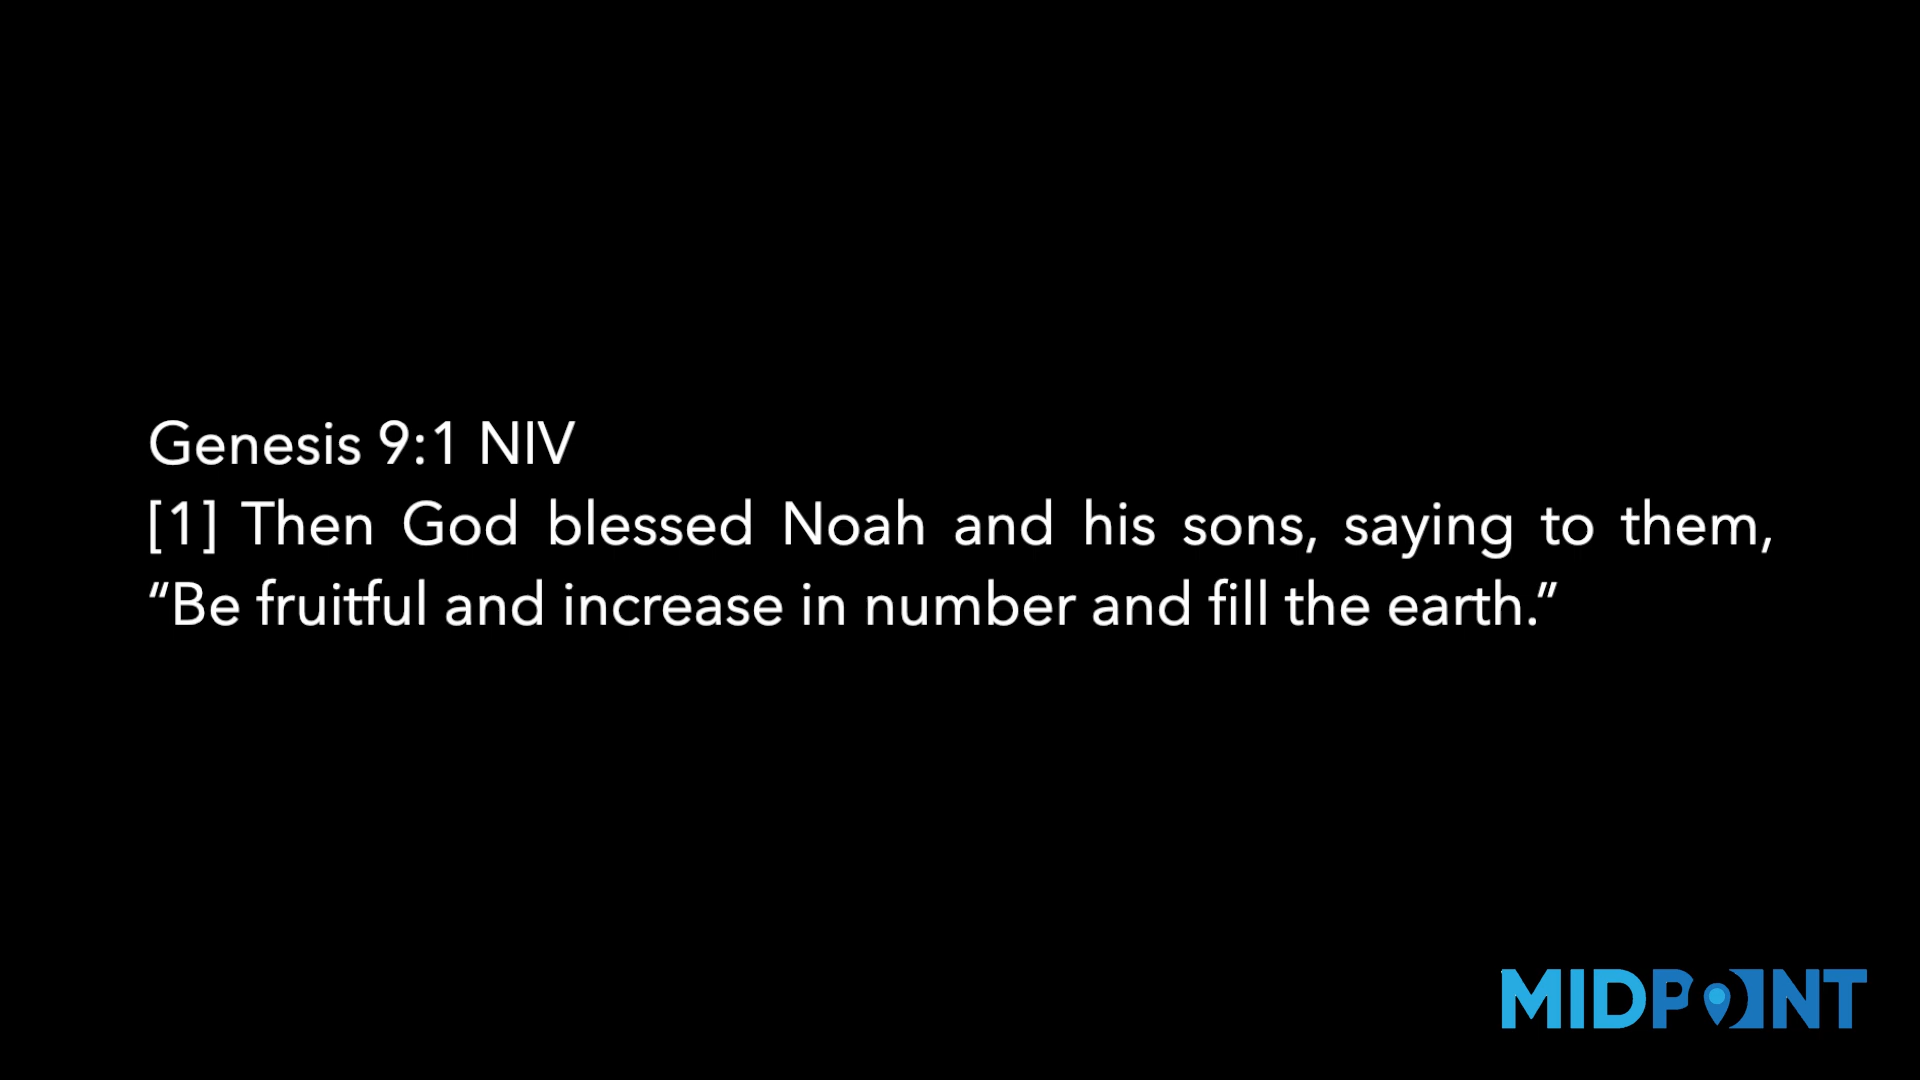 Genesis 9:1 NIV
[1] Then God blessed Noah and his sons, saying to them,
“Be fruitful and increase in number and fill the earth.”
MIDPOINT